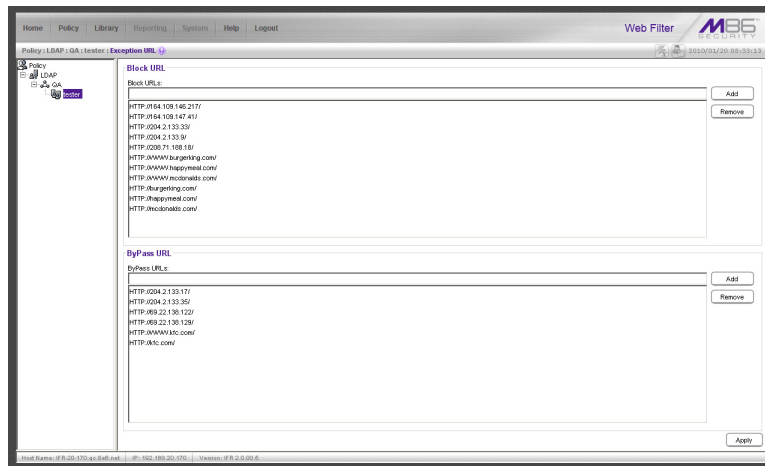 Home Policy Library Reporting System Help Logout
Web Filter
M86 SECURITY
Policy : LDAP : QA : tester : Exception URL
2010/01/20 08:33:13
Policy
LDAP
QA
tester
Block URL
Block URLs:
Add
Remove
HTTP://164.109.146.217/
HTTP://164.109.147.41/
HTTP://204.2.133.33/
HTTP://204.2.133.9/
HTTP://208.71.188.18/
HTTP://WWW.burgerking.com/
HTTP://WWW.happymeal.com/
HTTP://WWW.mcdonalds.com/
HTTP://burgerking.com/
HTTP://happymeal.com/
HTTP://mcdonalds.com/
ByPass URL
ByPass URLs:
Add
Remove
HTTP://204.2.133.17/
HTTP://204.2.133.35/
HTTP://69.22.138.122/
HTTP://69.22.138.129/
HTTP://WWW.kfc.com/
HTTP://kfc.com/
Apply
Host Name: IFR-20-170.qc.8e6.net IP: 192.168.20.170 Version: IFR 2.0.00.6